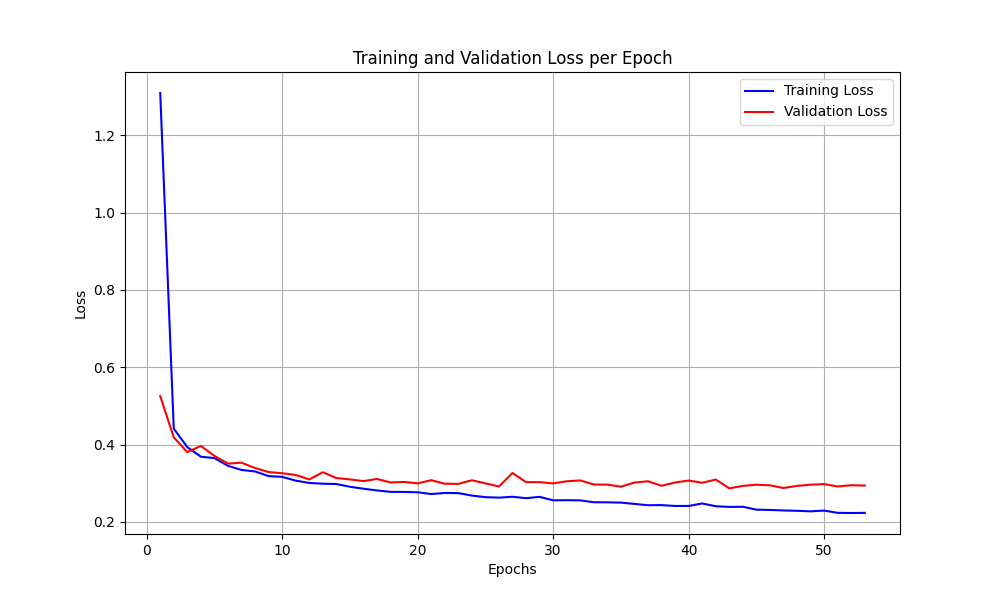 Training and Validation Loss per Epoch
Training Loss
Validation Loss
Loss
1.2
1.0
0.8
0.6
0.4
0.2
0 10 20 30 40 50
Epochs